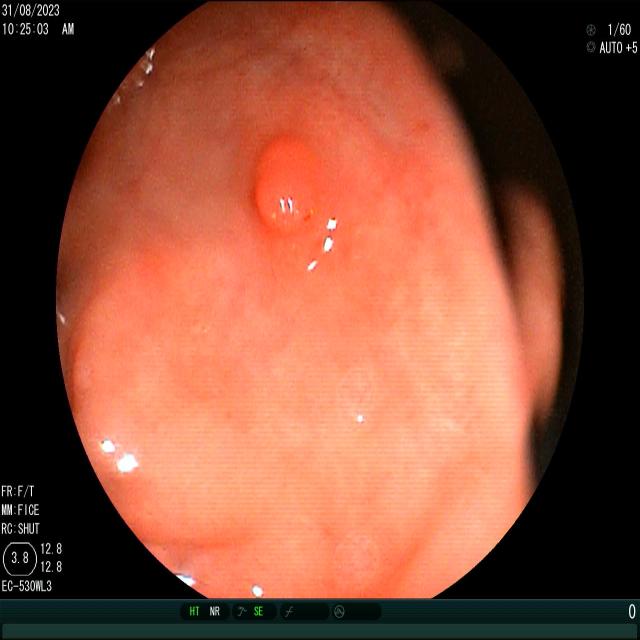 31/08/2023
10:25:03 AM
1/60
AUTO +5
FR:F/T
MM:FICE
RC:SHUT
3.8 12.8
12.8
EC-530WL3
HT NR SE 0